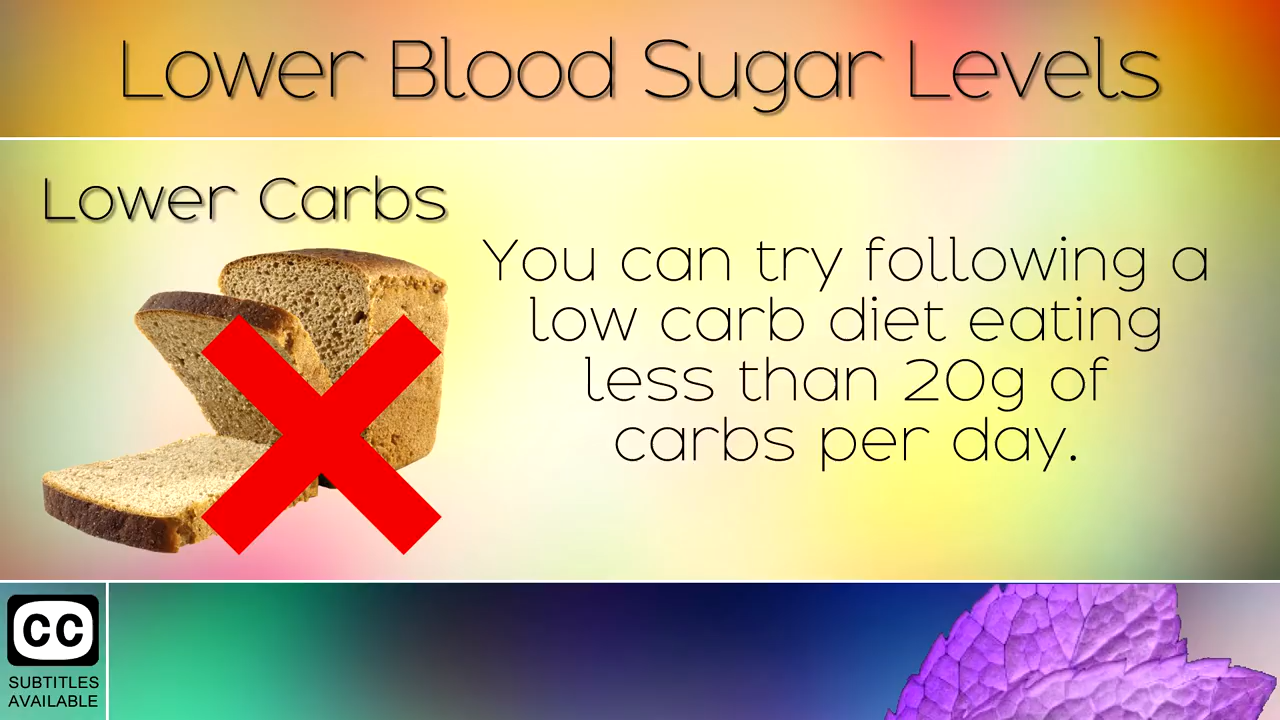 Lower Blood Sugar Levels
Lower Carbs
You can try following a
low carb diet eating
less than 20g of
carbs per day.
CC
SUBTITLES
AVAILABLE